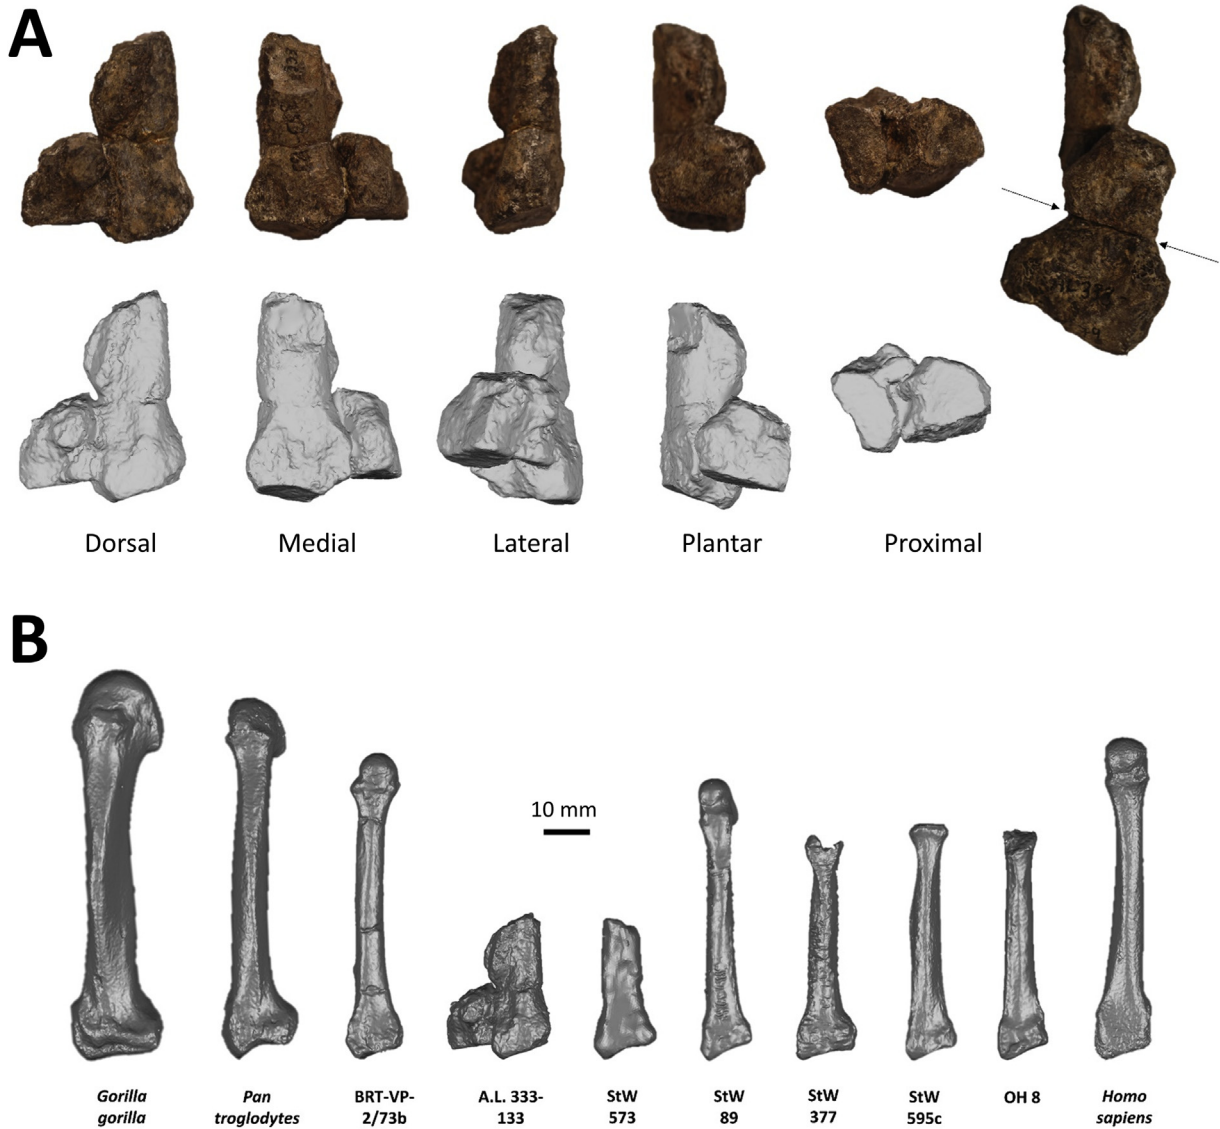 A
Dorsal
Medial
Lateral
Plantar
Proximal
B
10 mm
Gorilla
gorilla
Pan
troglodytes
BRT-VP-
2/73b
A.L. 333-
133
StW
573
StW
89
StW
377
StW
595c
OH 8
Homo
sapiens